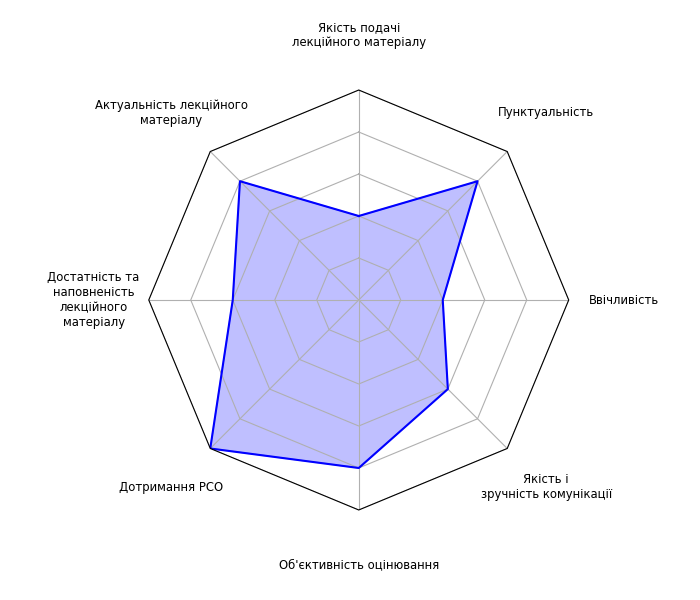 Якість подачі
лекційного матеріалу
Актуальність лекційного
матеріалу
Пунктуальність
Достатність та
наповненість
лекційного
матеріалу
Ввічливість
Дотримання РСО
Якість і
зручність комунікації
Об'єктивність оцінювання